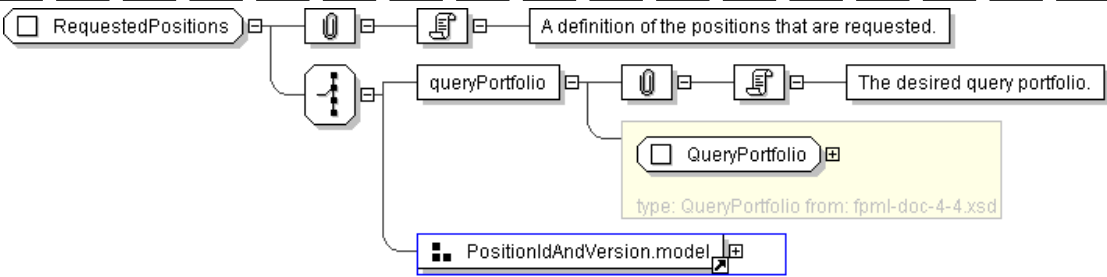 RequestedPositions
A definition of the positions that are requested.
queryPortfolio
The desired query portfolio.
QueryPortfolio
type: QueryPortfolio from: fpml-doc-4-4.xsd
PositionIdAndVersion.model